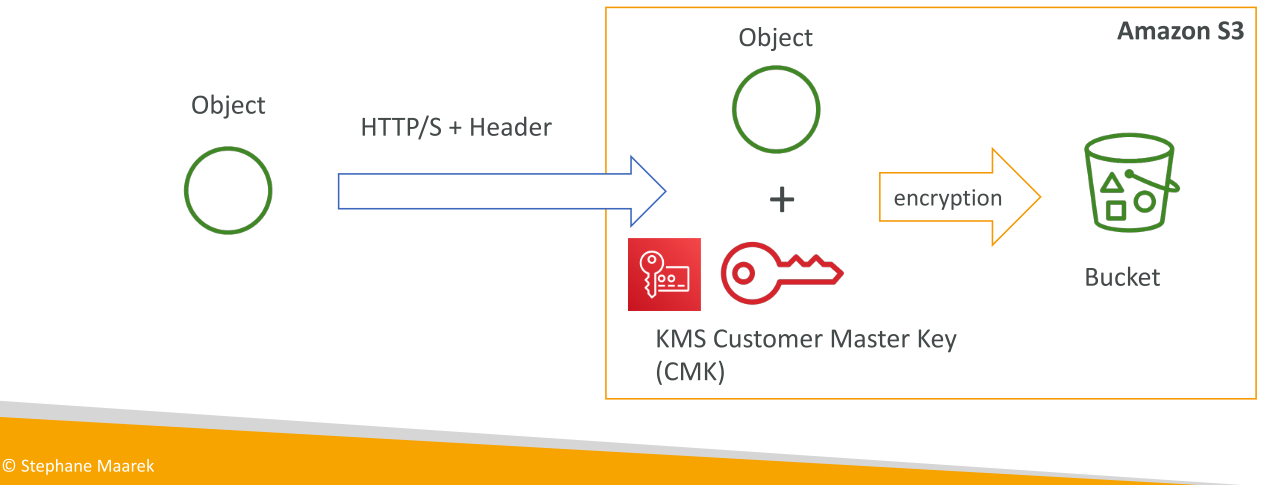 Amazon S3
Object
Object
HTTP/S + Header
+
encryption
Bucket
KMS Customer Master Key
(CMK)
© Stephane Maarek